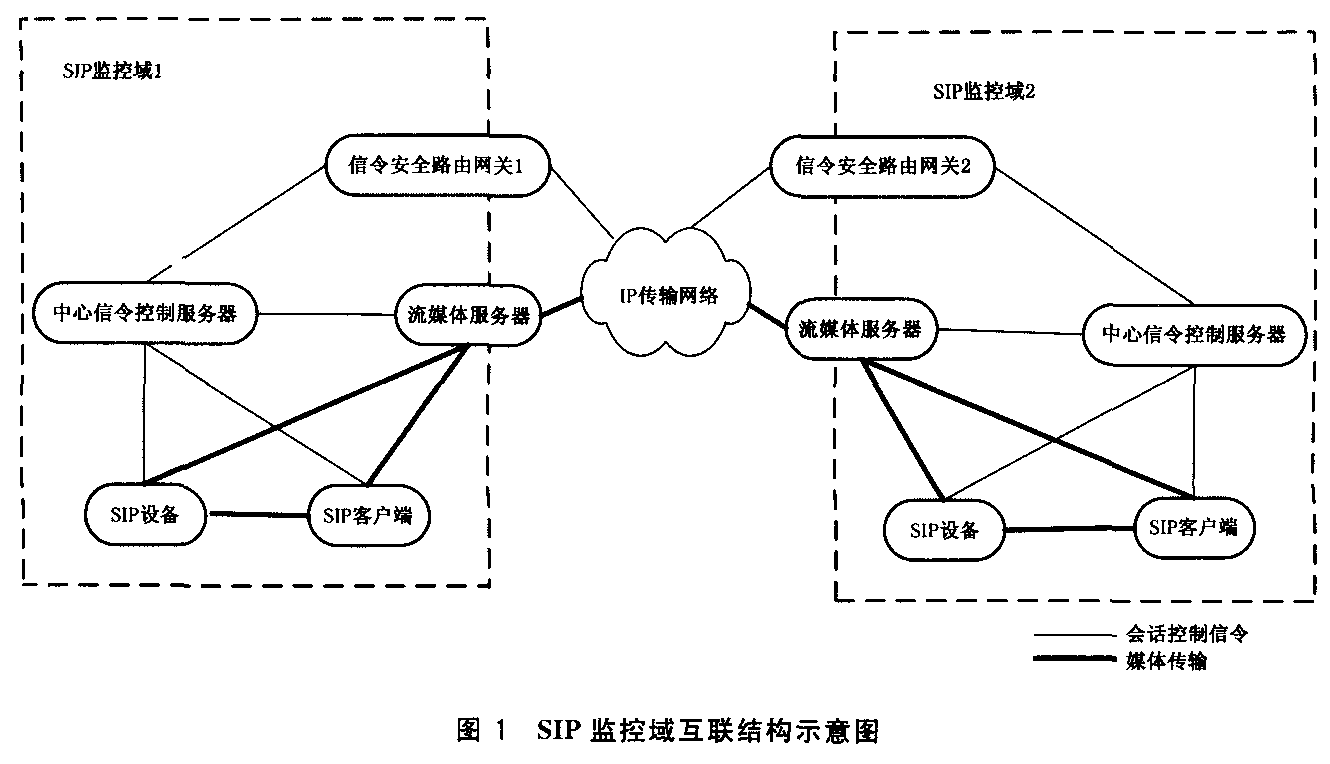 SIP监控域1
SIP监控域2
信令安全路由网关1
信令安全路由网关2
IP传输网络
中心信令控制服务器
流媒体服务器
流媒体服务器
中心信令控制服务器
SIP设备
SIP客户端
SIP设备
SIP客户端
会话控制信令
媒体传输
图 1 SIP 监控域互联结构示意图